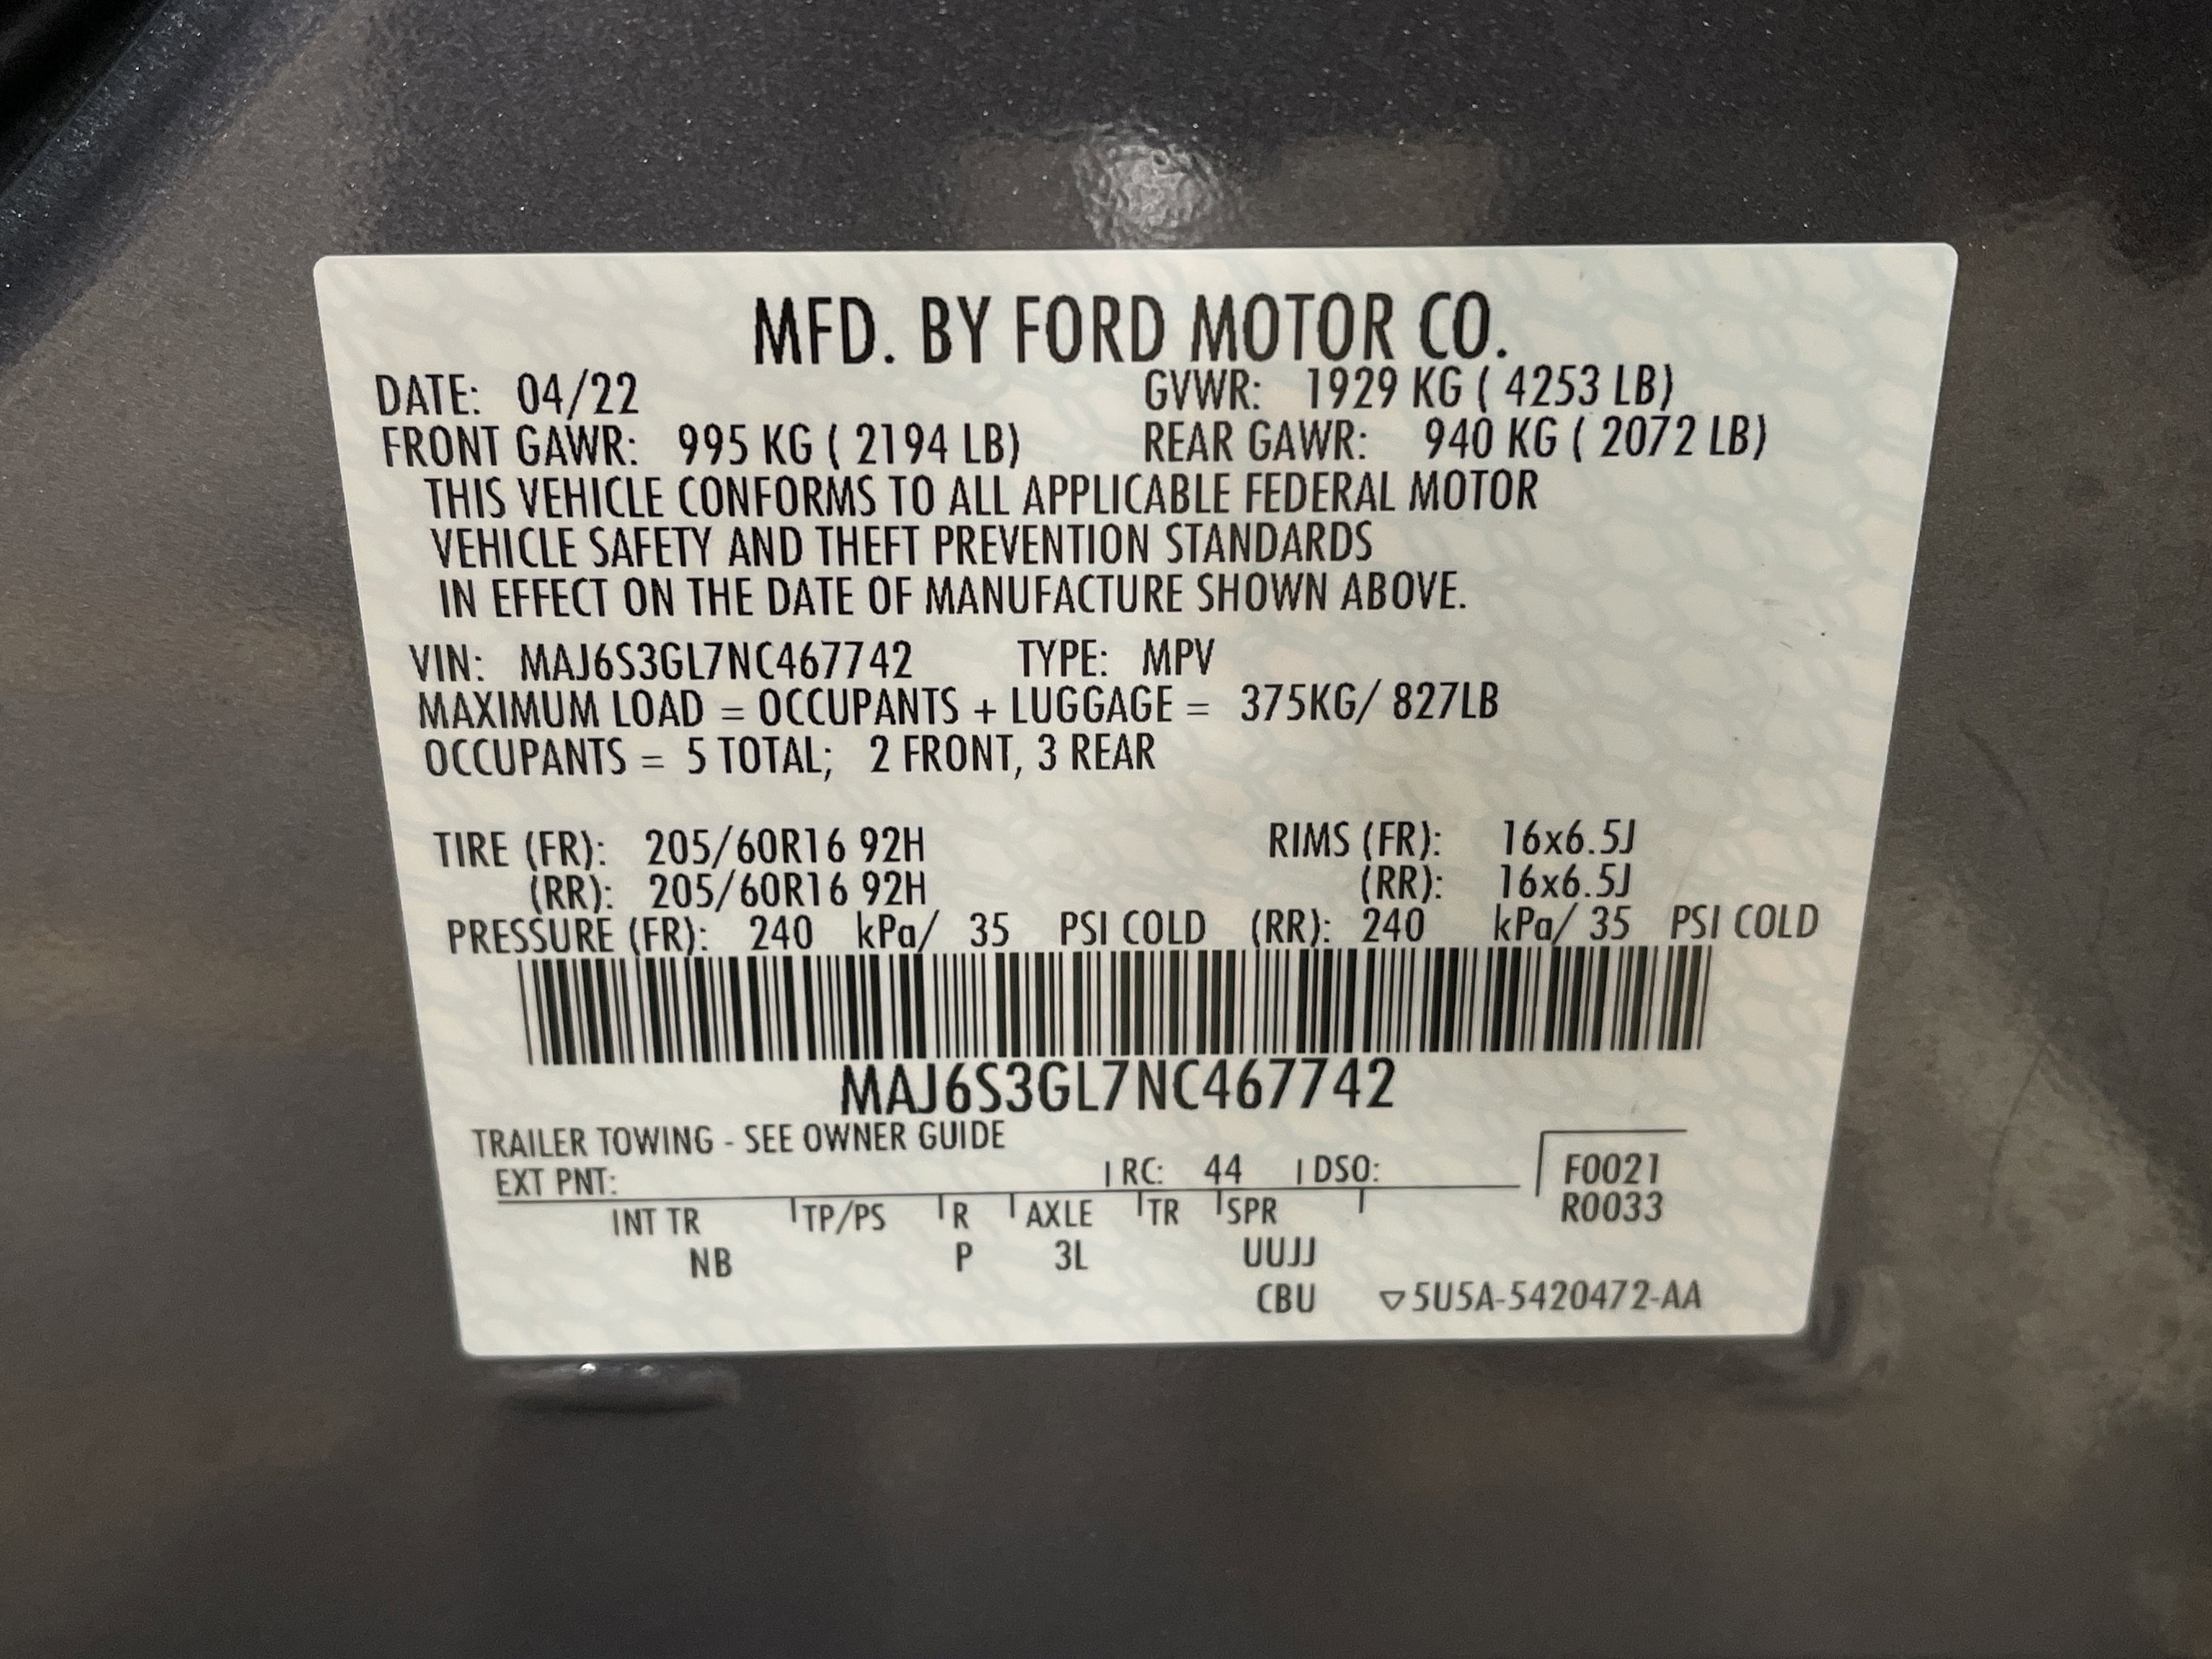 MFD. BY FORD MOTOR CO.
DATE: 04/22 GVWR: 1929 KG ( 4253 LB)
FRONT GAWR: 995 KG ( 2194 LB) REAR GAWR: 940 KG ( 2072 LB)
THIS VEHICLE CONFORMS TO ALL APPLICABLE FEDERAL MOTOR
VEHICLE SAFETY AND THEFT PREVENTION STANDARDS
IN EFFECT ON THE DATE OF MANUFACTURE SHOWN ABOVE.
VIN: MAJ6S3GL7NC467742 TYPE: MPV
MAXIMUM LOAD = OCCUPANTS + LUGGAGE = 375KG/ 827LB
OCCUPANTS = 5 TOTAL; 2 FRONT, 3 REAR
TIRE (FR): 205/60R16 92H RIMS (FR): 16x6.5J
(RR): 205/60R16 92H (RR): 16x6.5J
PRESSURE (FR): 240 kPa/ 35 PSI COLD (RR): 240 kPa/ 35 PSI COLD
MAJ6S3GL7NC467742
TRAILER TOWING - SEE OWNER GUIDE
EXT PNT: RC: 44 DSO: F0021
INT TR TP/PS R AXLE TR SPR R0033
NB P 3L UUJJ
CBU ▽5U5A-5420472-AA